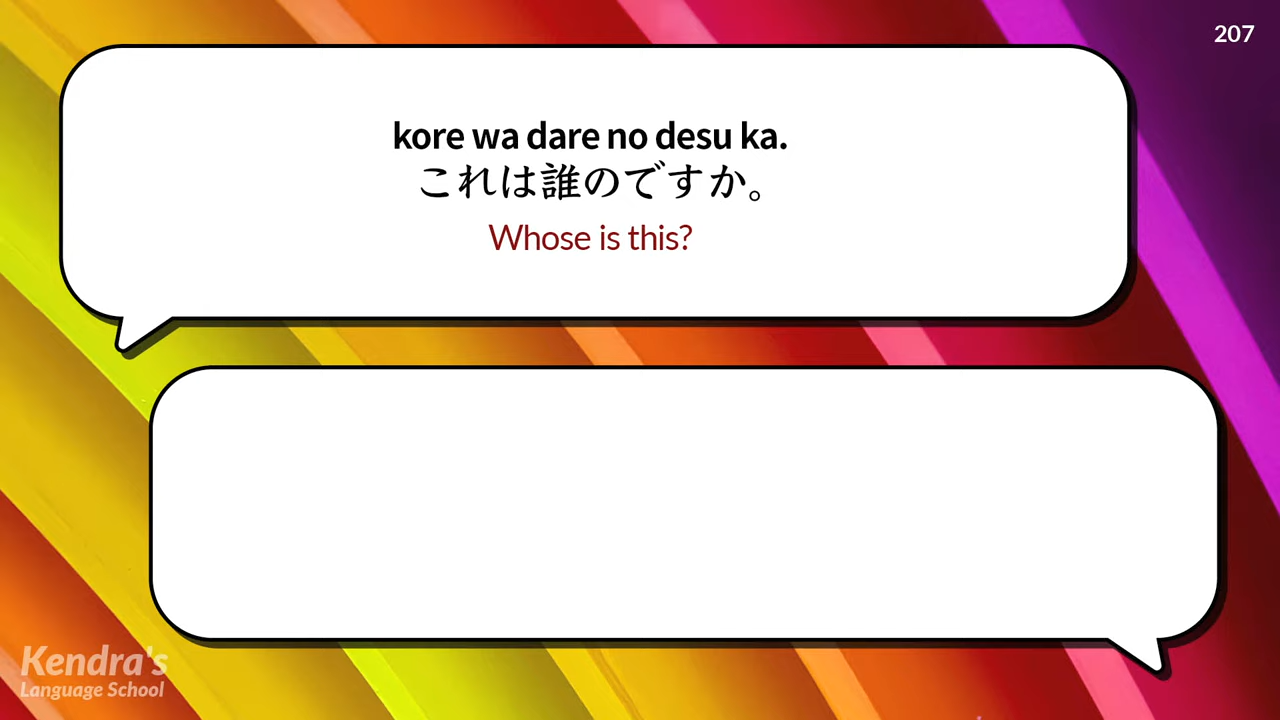 207
kore wa dare no desu ka.
これは誰のですか。
Whose is this?
Kendra's
Language School